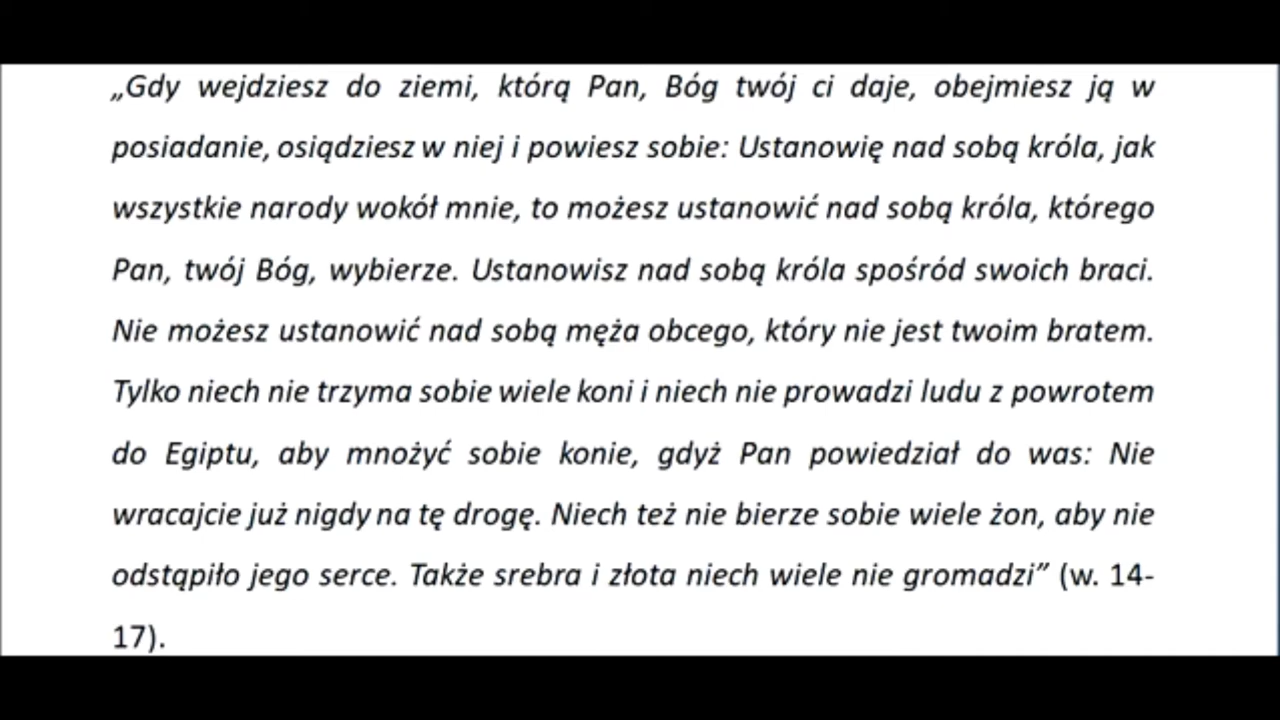 „Gdy wejdziesz do ziemi, którą Pan, Bóg twój ci daje, obejmiesz ją w
posiadanie, osiądziesz w niej i powiesz sobie: Ustanowię nad sobą króla, jak
wszystkie narody wokół mnie, to możesz ustanowić nad sobą króla, którego
Pan, twój Bóg, wybierze. Ustanowisz nad sobą króla spośród swoich braci.
Nie możesz ustanowić nad sobą męża obcego, który nie jest twoim bratem.
Tylko niech nie trzyma sobie wiele koni i niech nie prowadzi ludu z powrotem
do Egiptu, aby mnożyć sobie konie, gdyż Pan powiedział do was: Nie
wracajcie już nigdy na tę drogę. Niech też nie bierze sobie wiele żon, aby nie
odstąpiło jego serce. Także srebra i złota niech wiele nie gromadzi” (w. 14-
17).